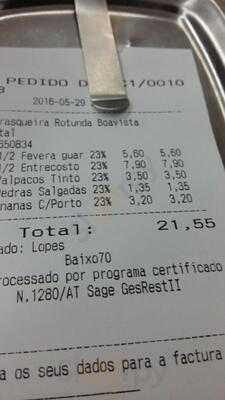 PEDIDO D C1/0010
2016-05-29
rasqueira Rotunda Boavista
tal
650834
1/2 Fevera guar 23% 5,60 5,60
1/2 Entrecosto 23% 7,90 7,90
Valpacos Tinto 23% 3,50 3,50
Pedras Salgadas 23% 1,35 1,35
nanas C/Porto 23% 3,20 3,20
Total: 21,55
ado: Lopes
Baixo70
rocessado por programa certificado
N.1280/AT Sage GesRestII
a os seus dados para a factura